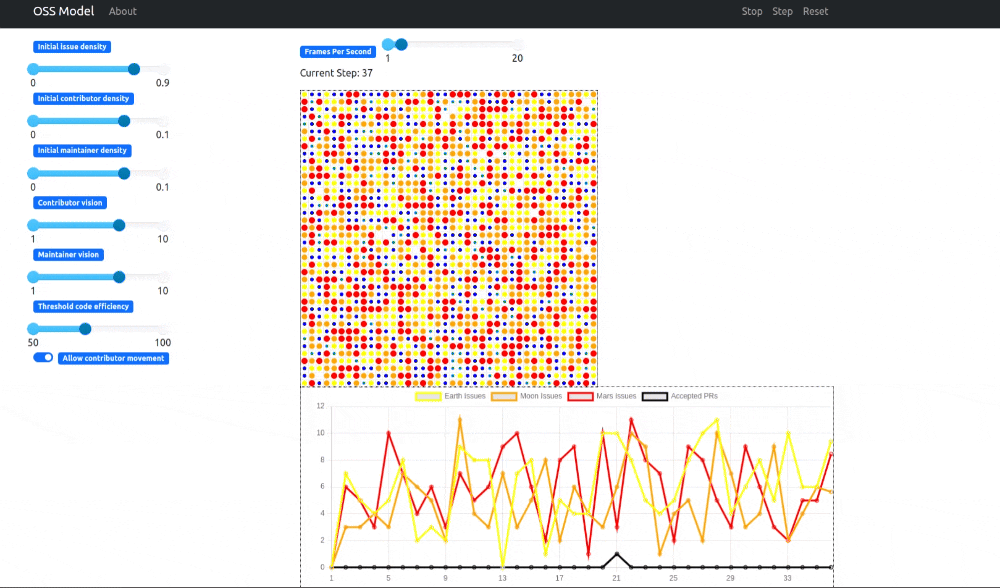 OSS Model About Stop Step Reset
Initial issue density
0 0.9
Initial contributor density
0 0.1
Initial maintainer density
0 0.1
Contributor vision
1 10
Maintainer vision
1 10
Threshold code efficiency
50 100
Allow contributor movement
Frames Per Second
1 20
Current Step: 37
Earth Issues Moon Issues Mars Issues Accepted PRs
12
10
8
6
4
2
0
1 5 9 13 17 21 25 29 33